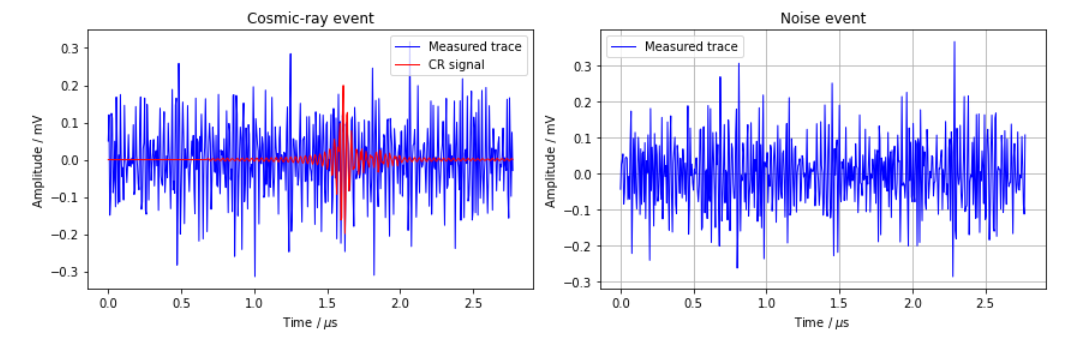 Cosmic-ray event
Measured trace
CR signal
0.3
0.2
0.1
0.0
−0.1
−0.2
−0.3
Amplitude / mV
0.0 0.5 1.0 1.5 2.0 2.5
Time / μs
Noise event
Measured trace
0.3
0.2
0.1
0.0
−0.1
−0.2
−0.3
Amplitude / mV
0.0 0.5 1.0 1.5 2.0 2.5
Time / μs